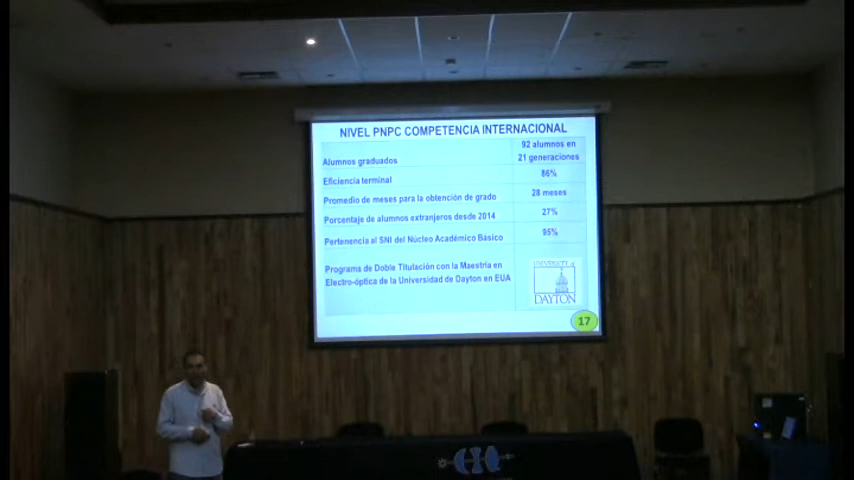 NIVEL PNPC COMPETENCIA INTERNACIONAL
Alumnos graduados
92 alumnos en
21 generaciones
Eficiencia terminal
86%
Promedio de meses para la obtención de grado
28 meses
Porcentaje de alumnos extranjeros desde 2014
27%
Pertenencia al SNI del Núcleo Académico Básico
95%
Programa de Doble Titulación con la Maestría en
Electro-óptica de la Universidad de Dayton en EUA
UNIVERSITY of
DAYTON
17
CIO